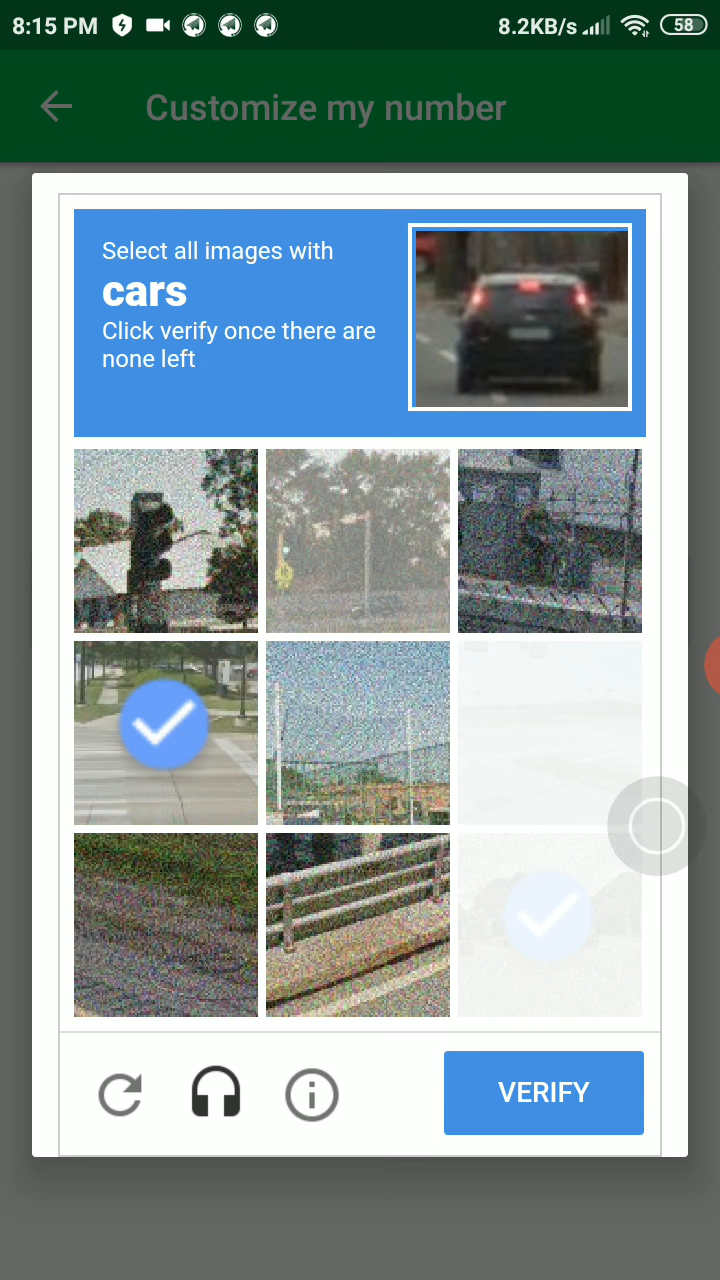 8:15 PM
8.2KB/s
58
Customize my number
Select all images with
cars
Click verify once there are
none left
VERIFY